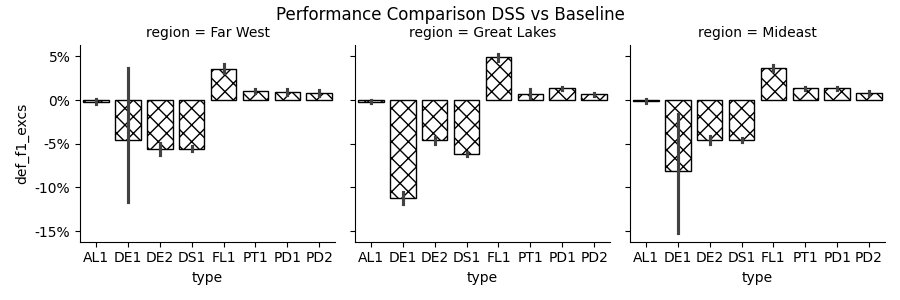 Performance Comparison DSS vs Baseline
region = Far West
region = Great Lakes
region = Mideast
def_f1_excs
5%
0%
-5%
-10%
-15%
AL1 DE1 DE2 DS1 FL1 PT1 PD1 PD2
AL1 DE1 DE2 DS1 FL1 PT1 PD1 PD2
AL1 DE1 DE2 DS1 FL1 PT1 PD1 PD2
type
type
type